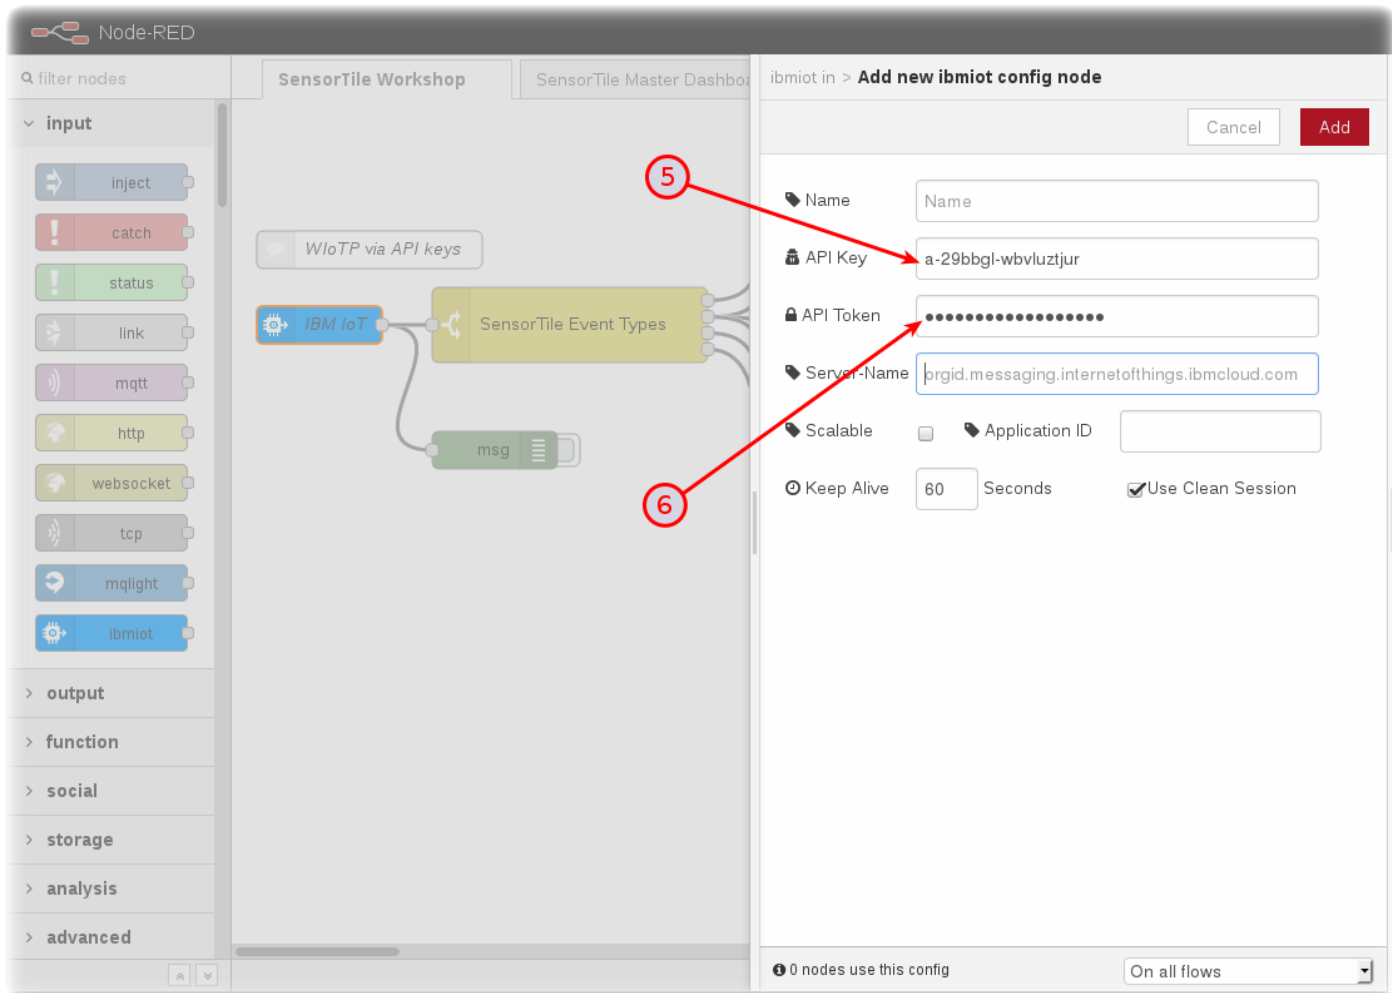 Node-RED
filter nodes
SensorTile Workshop
SensorTile Master Dashboa
ibmiot in > Add new ibmiot config node
Cancel
Add
input
inject
catch
status
link
mqtt
http
websocket
tcp
mqlight
ibmiot
output
function
social
storage
analysis
advanced
WIoTP via API keys
IBM IoT
SensorTile Event Types
msg
5
6
Name
Name
API Key
a-29bbgl-wbvluztjur
API Token
••••••••••••••••••
Server-Name
orgid.messaging.internetofthings.ibmcloud.com
Scalable
Application ID
Keep Alive
60
Seconds
Use Clean Session
0 nodes use this config
On all flows